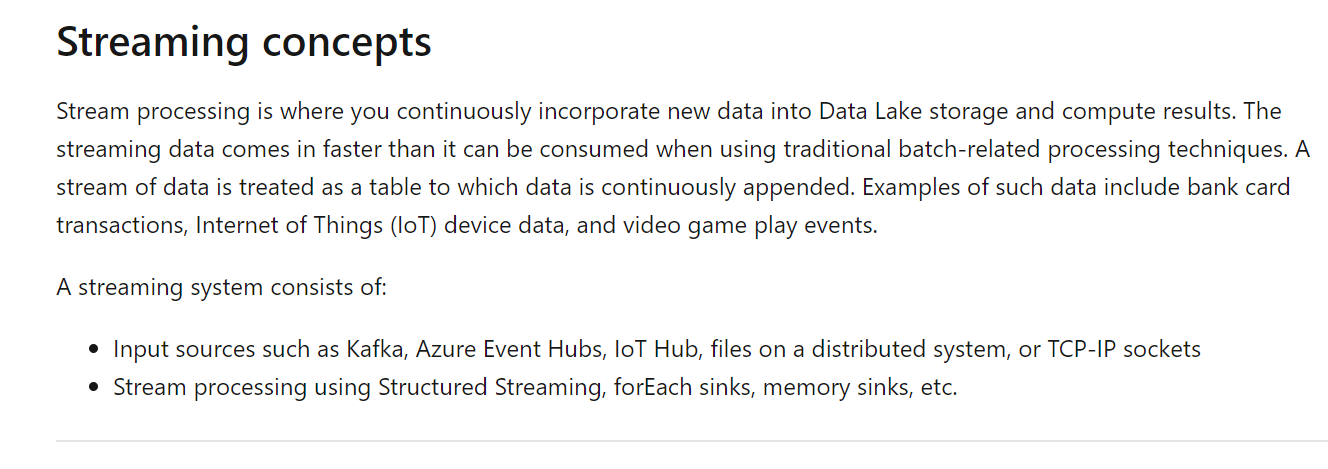 Streaming concepts
Stream processing is where you continuously incorporate new data into Data Lake storage and compute results. The
streaming data comes in faster than it can be consumed when using traditional batch-related processing techniques. A
stream of data is treated as a table to which data is continuously appended. Examples of such data include bank card
transactions, Internet of Things (IoT) device data, and video game play events.
A streaming system consists of:
• Input sources such as Kafka, Azure Event Hubs, IoT Hub, files on a distributed system, or TCP-IP sockets
• Stream processing using Structured Streaming, forEach sinks, memory sinks, etc.